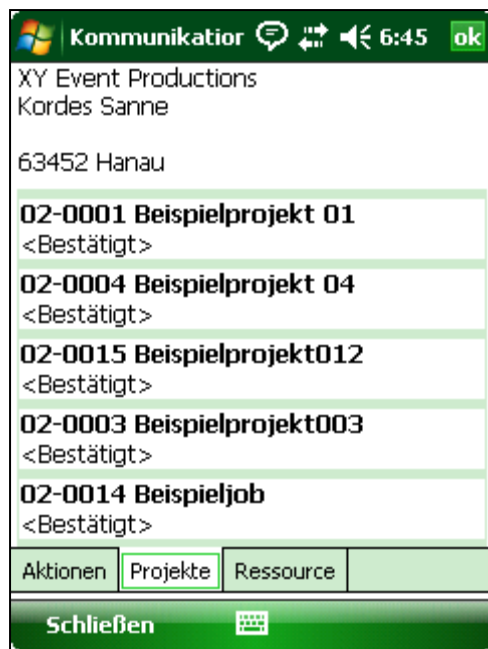 Kommunikatior 6:45 ok
XY Event Productions
Kordes Sanne
63452 Hanau
02-0001 Beispielprojekt 01
<Bestätigt>
02-0004 Beispielprojekt 04
<Bestätigt>
02-0015 Beispielprojekt012
<Bestätigt>
02-0003 Beispielprojekt003
<Bestätigt>
02-0014 Beispieljob
<Bestätigt>
Aktionen Projekte Ressource
Schließen